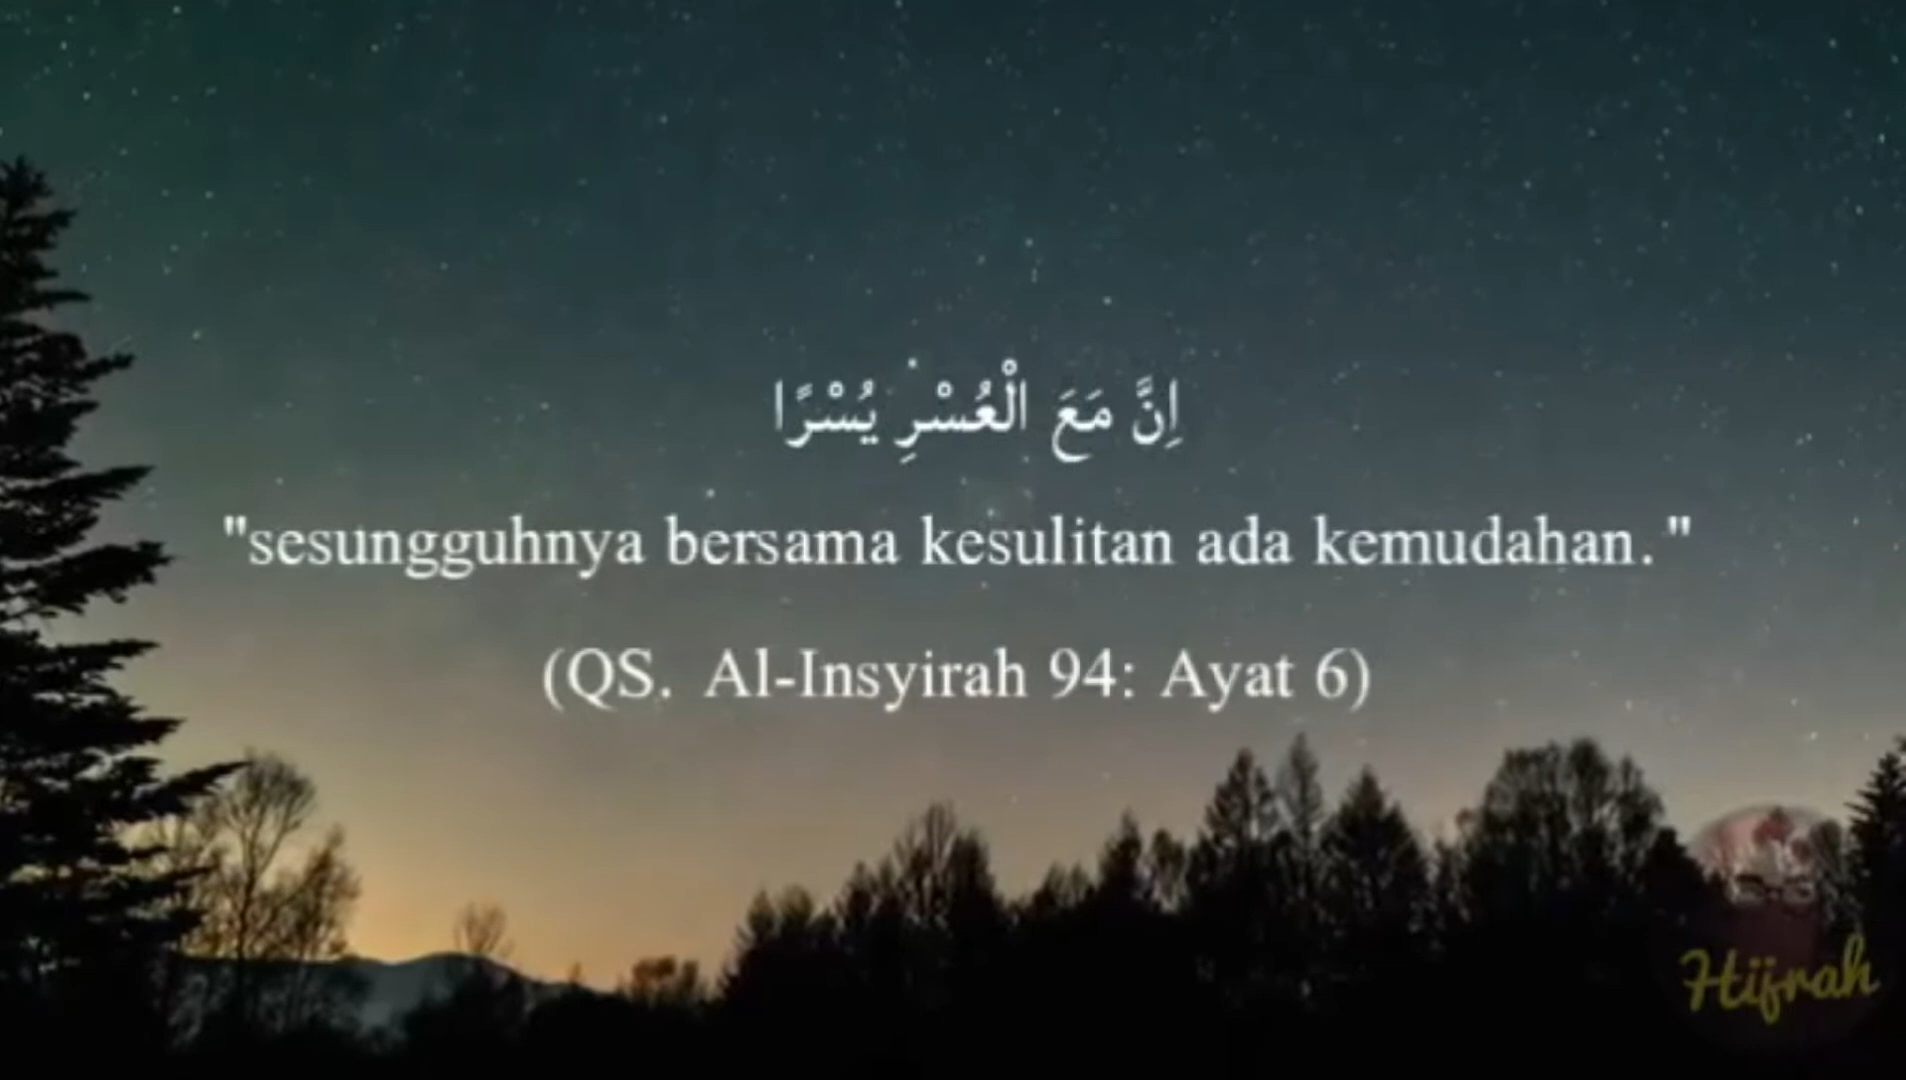 اِنَّ مَعَ الْعُسْرِ يُسْرًا
"sesungguhnya bersama kesulitan ada kemudahan."
(QS. Al-Insyirah 94: Ayat 6)
Hijrah